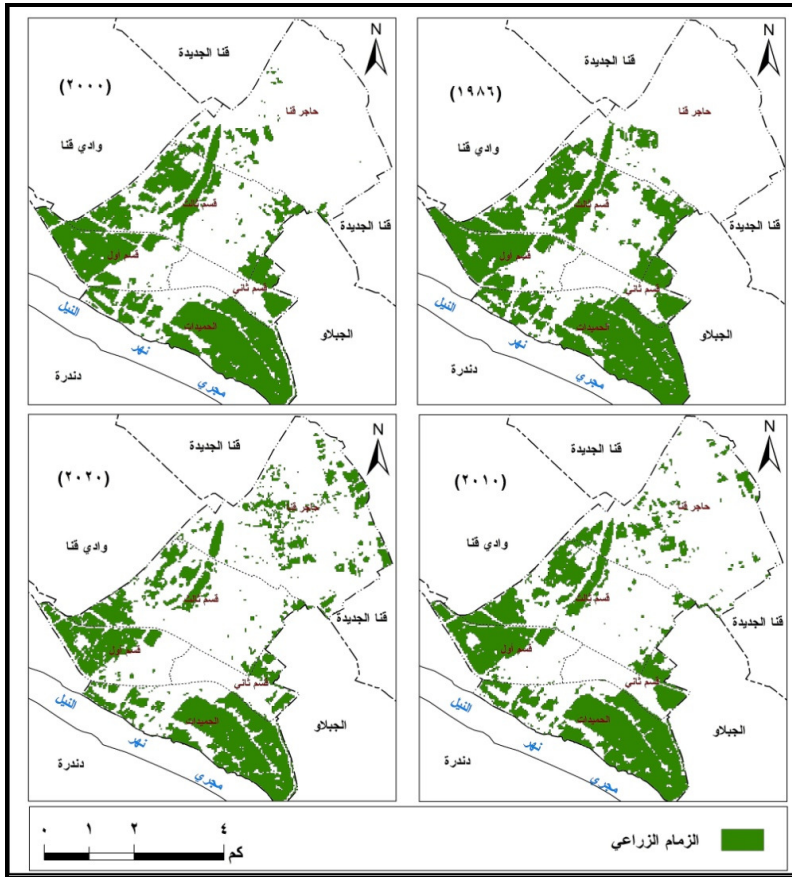 N
قنا الجديدة
(١٩٨٦)
حاجر قنا
وادي قنا
قسم ثالث
قنا الجديدة
قسم أول
قسم ثاني
النيل
الحميدات
الجبلاو
نهر
دندرة
مجري
N
قنا الجديدة
(٢٠٠٠)
حاجر قنا
وادي قنا
قسم ثالث
قنا الجديدة
قسم أول
قسم ثاني
النيل
الحميدات
الجبلاو
نهر
دندرة
مجري
N
قنا الجديدة
(٢٠١٠)
حاجر قنا
وادي قنا
قسم ثالث
قنا الجديدة
قسم أول
قسم ثاني
النيل
الحميدات
الجبلاو
نهر
دندرة
مجري
N
قنا الجديدة
(٢٠٢٠)
حاجر قنا
وادي قنا
قسم ثالث
قنا الجديدة
قسم أول
قسم ثاني
النيل
الحميدات
الجبلاو
نهر
دندرة
مجري
الزمام الزراعي
٠ ١ ٢ ٤
كم